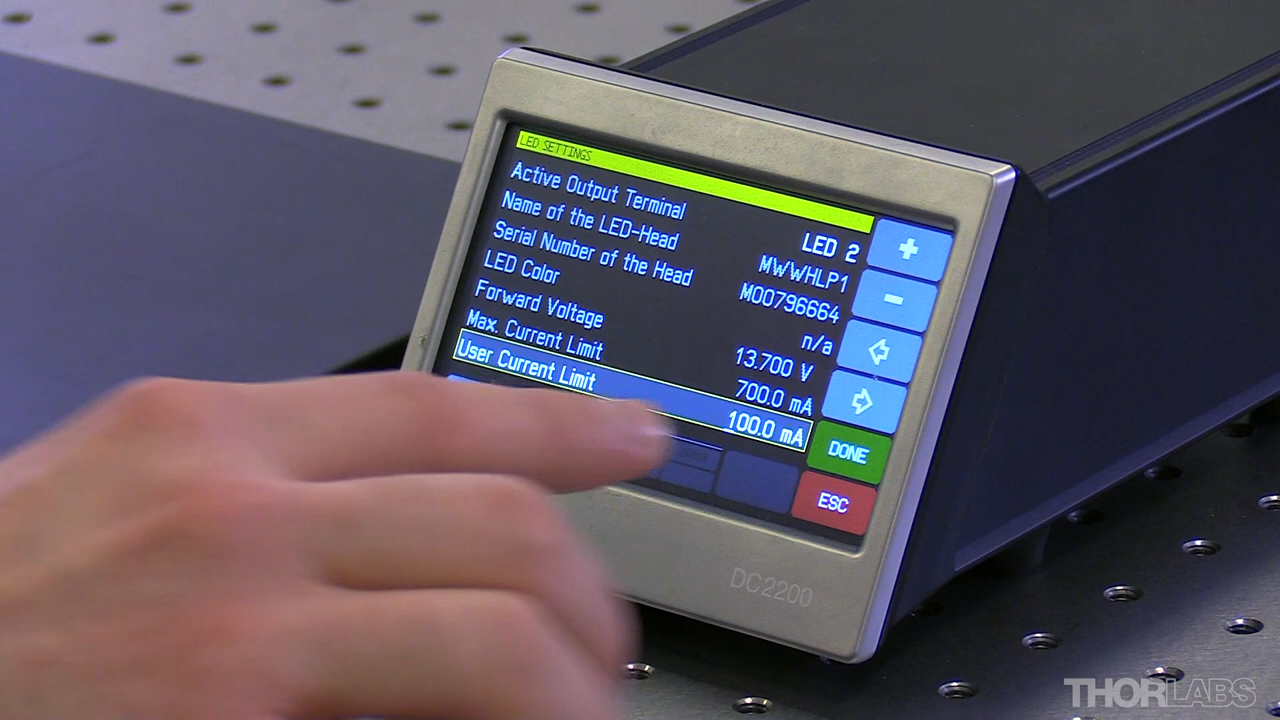 LED SETTINGS
Active Output Terminal LED 2
Name of the LED-Head MWWHLP1
Serial Number of the Head M00796664
LED Color n/a
Forward Voltage 13.700 V
Max. Current Limit 700.0 mA
User Current Limit 100.0 mA
DONE
ESC
DC2200
THORLABS